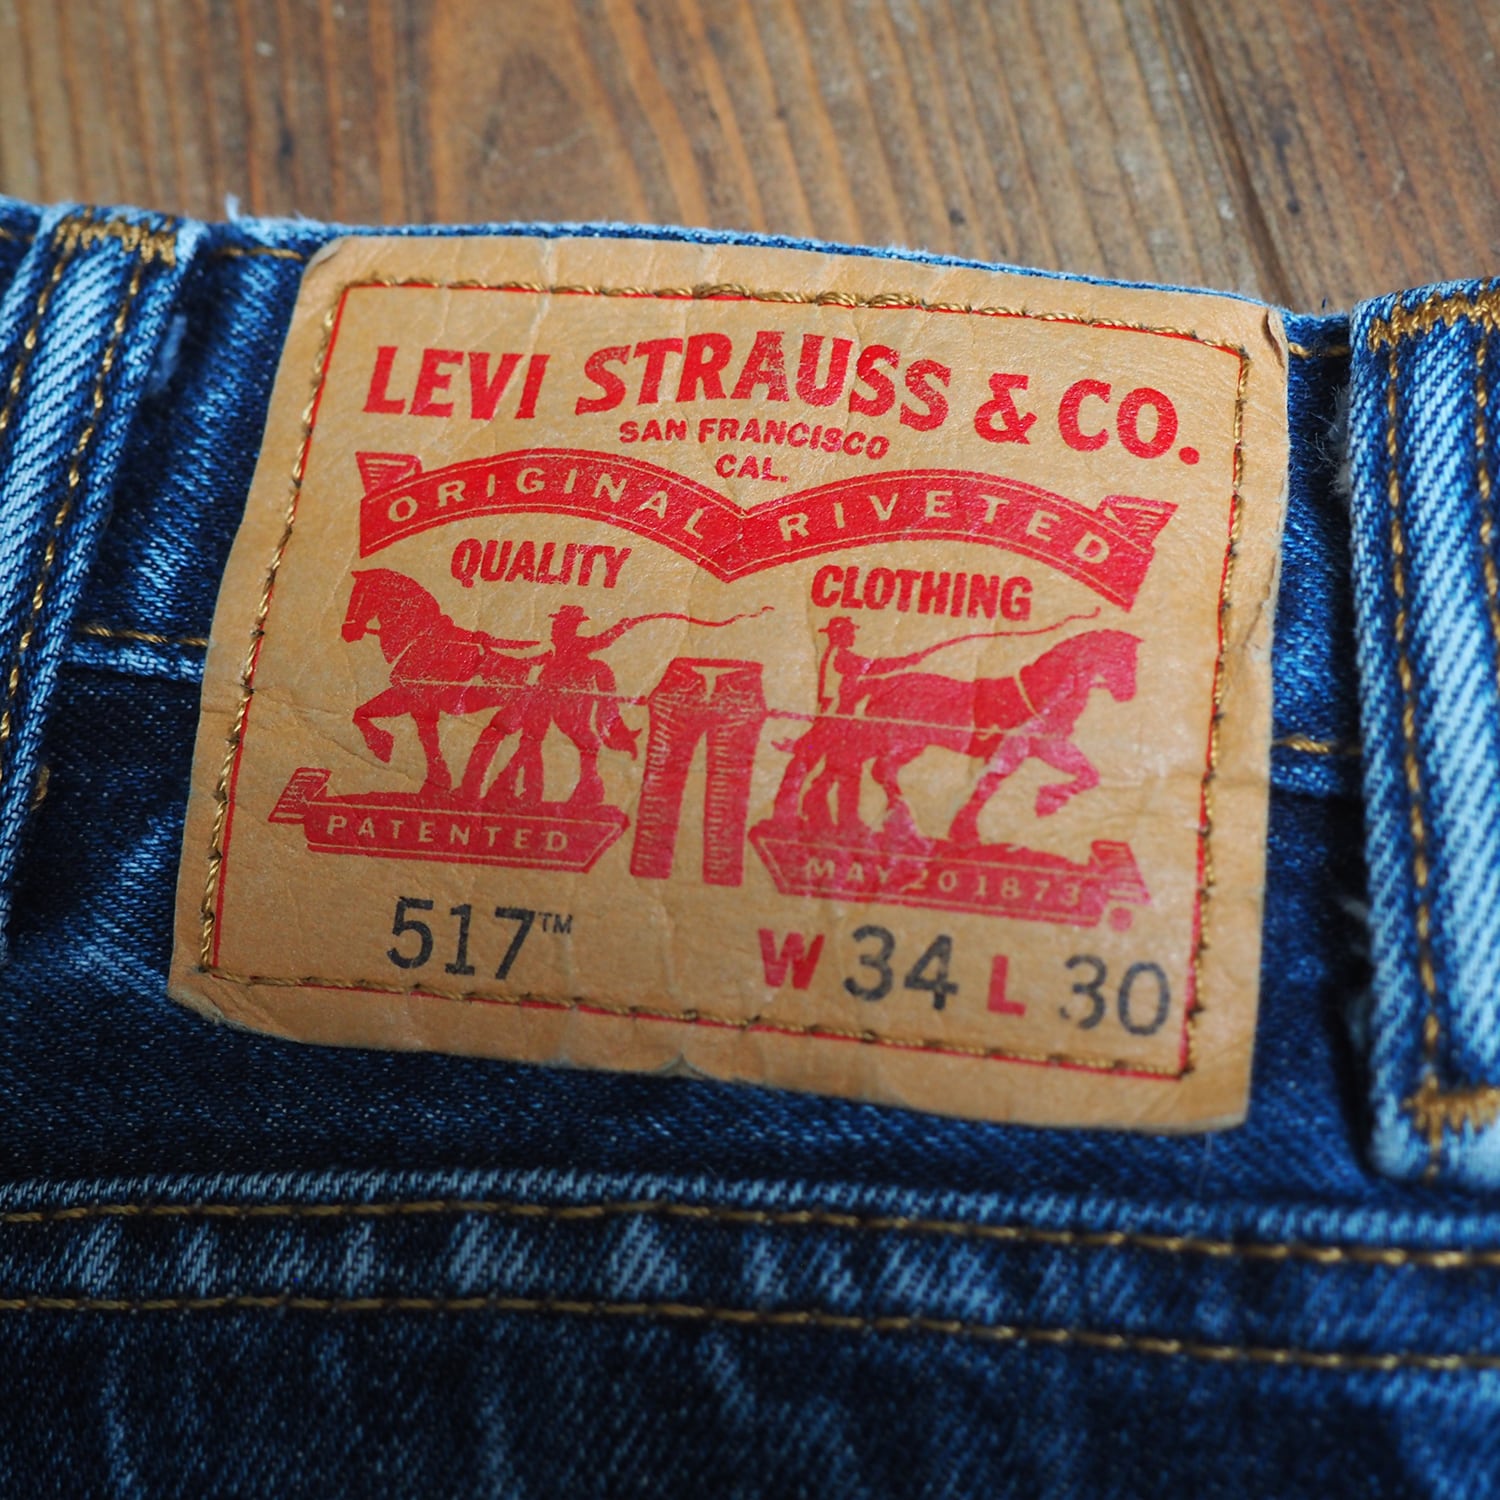 LEVI STRAUSS & CO.
SAN FRANCISCO
CAL.
ORIGINAL RIVETED
QUALITY CLOTHING
PATENTED MAY 20 1873
517™ W 34 L 30